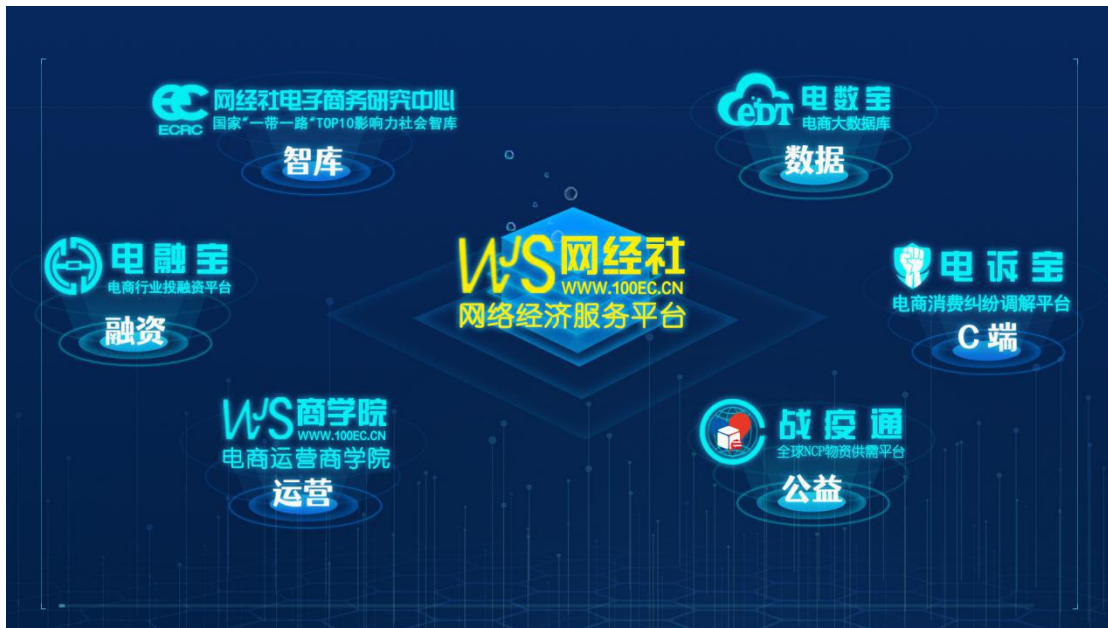 网经社电子商务研究中心
ECRC
国家“一带一路”TOP10影响力社会智库
智库
eDT
电数宝
电商大数据库
数据
电融宝
电商行业投融资平台
融资
WJS网经社
WWW.100EC.CN
网络经济服务平台
电诉宝
电商消费纠纷调解平台
C端
WJS商学院
WWW.100EC.CN
电商运营商学院
运营
战疫通
全球NCP物资供需平台
公益